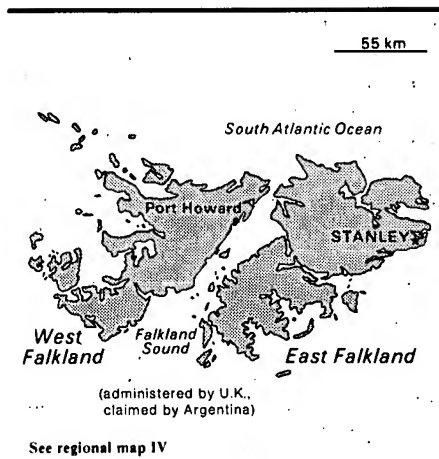 55 km
South Atlantic Ocean
Port Howard
STANLEY
West
Falkland
Falkland
Sound
East Falkland
(administered by U.K.,
claimed by Argentina)
See regional map IV